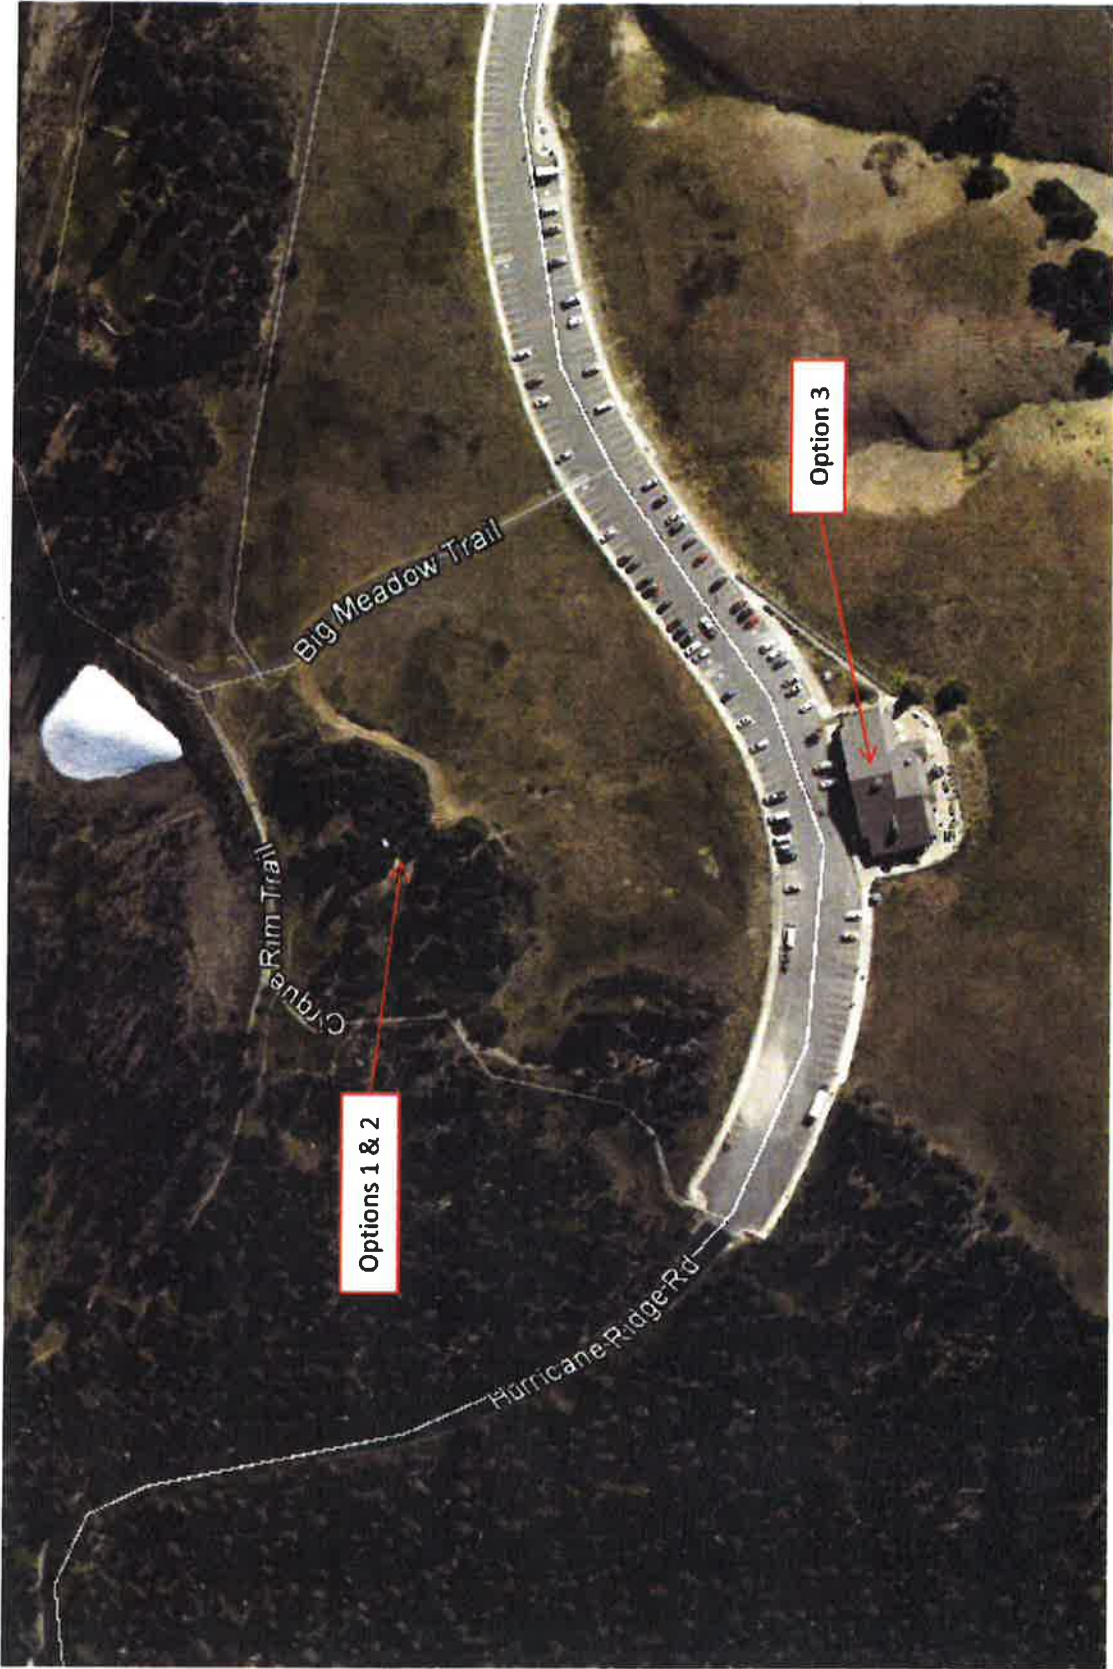 Big Meadow Trail
Cirque Rim Trail
Hurricane Ridge Rd
Options 1 & 2
Option 3